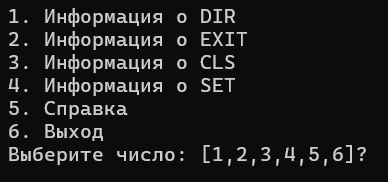 1. Информация о DIR
2. Информация о EXIT
3. Информация о CLS
4. Информация о SET
5. Справка
6. Выход
Выберите число: [1,2,3,4,5,6]?